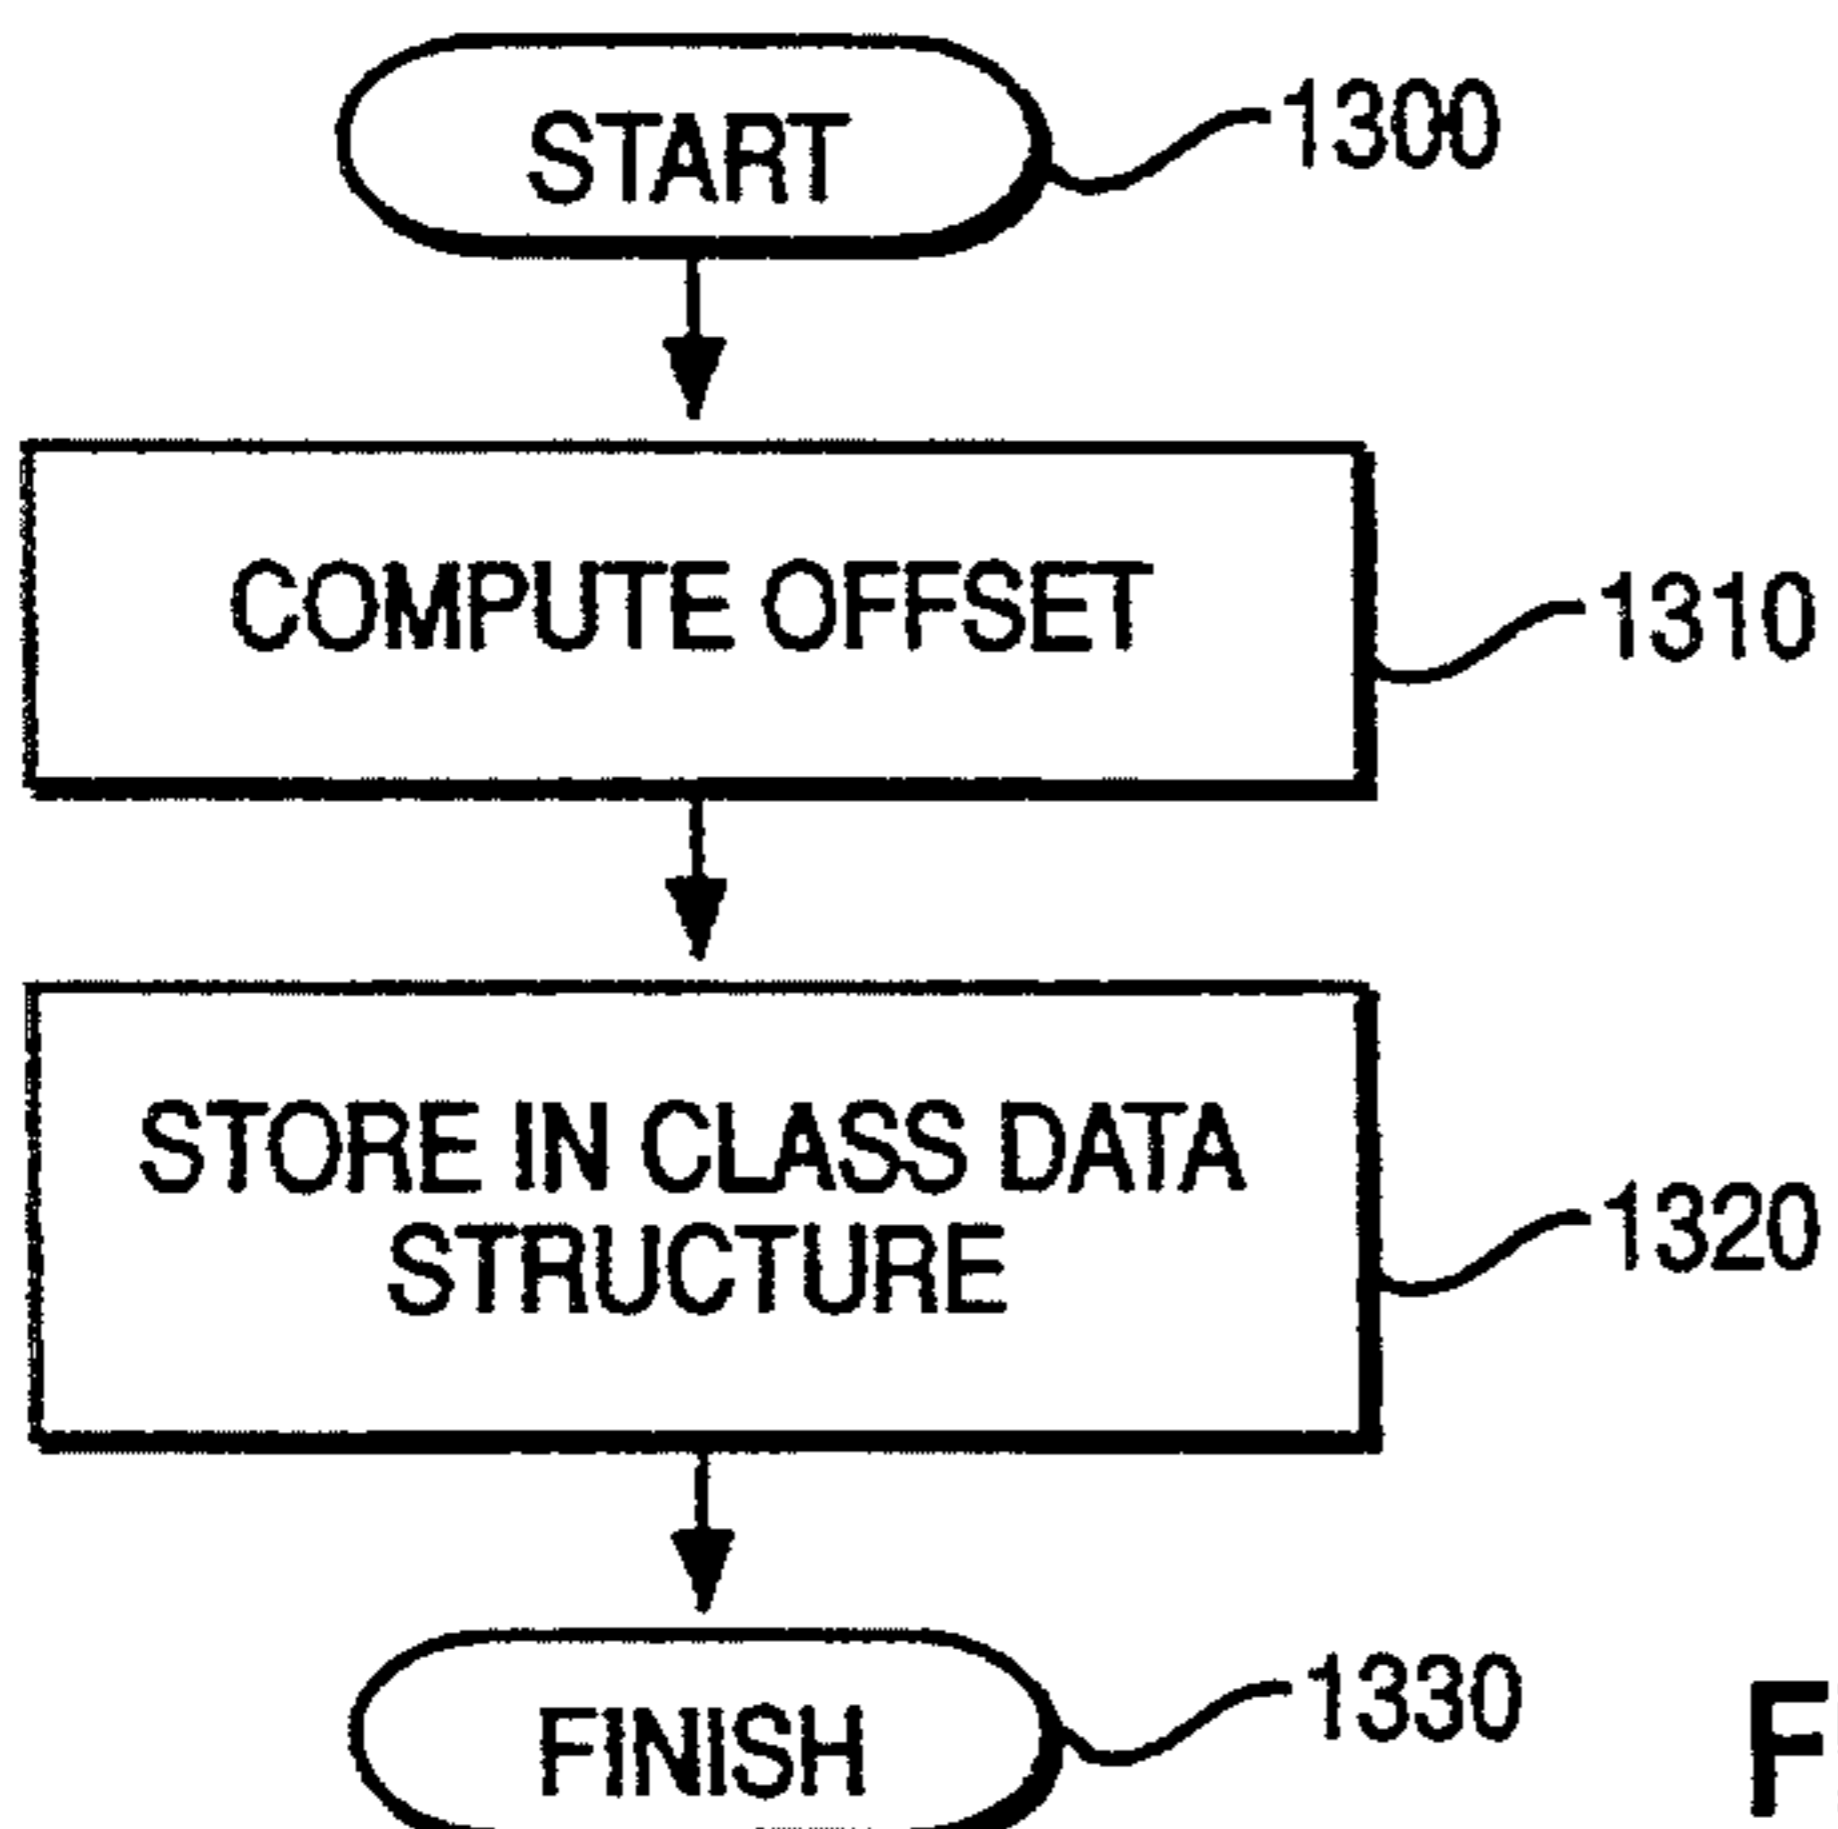 START
1300
COMPUTE OFFSET
1310
STORE IN CLASS DATA
STRUCTURE
1320
FINISH
1330